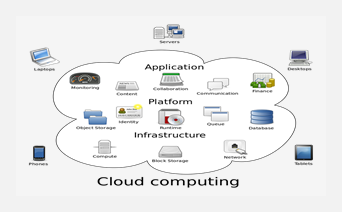 Servers
Application
Laptops
Desktops
Monitoring
Content
Collaboration
Communication
Finance
Platform
Object Storage
Identity
Runtime
Queue
Database
Infrastructure
Compute
Block Storage
Network
Phones
Tablets
Cloud computing